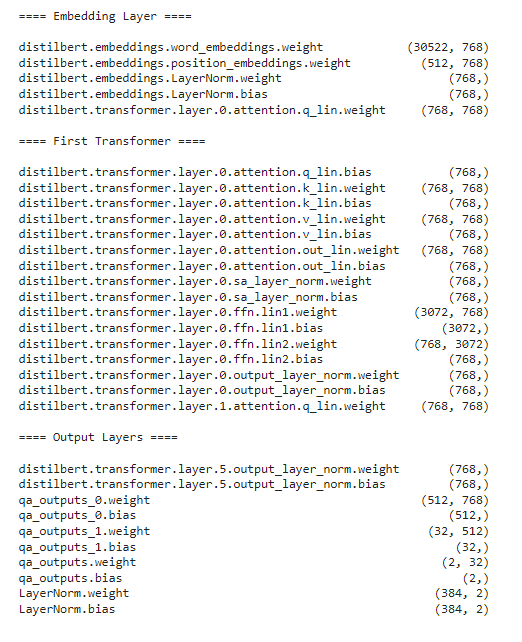 ==== Embedding Layer ====
distilbert.embeddings.word_embeddings.weight (30522, 768)
distilbert.embeddings.position_embeddings.weight (512, 768)
distilbert.embeddings.LayerNorm.weight (768,)
distilbert.embeddings.LayerNorm.bias (768,)
distilbert.transformer.layer.0.attention.q_lin.weight (768, 768)
==== First Transformer ====
distilbert.transformer.layer.0.attention.q_lin.bias (768,)
distilbert.transformer.layer.0.attention.k_lin.weight (768, 768)
distilbert.transformer.layer.0.attention.k_lin.bias (768,)
distilbert.transformer.layer.0.attention.v_lin.weight (768, 768)
distilbert.transformer.layer.0.attention.v_lin.bias (768,)
distilbert.transformer.layer.0.attention.out_lin.weight (768, 768)
distilbert.transformer.layer.0.attention.out_lin.bias (768,)
distilbert.transformer.layer.0.sa_layer_norm.weight (768,)
distilbert.transformer.layer.0.sa_layer_norm.bias (768,)
distilbert.transformer.layer.0.ffn.lin1.weight (3072, 768)
distilbert.transformer.layer.0.ffn.lin1.bias (3072,)
distilbert.transformer.layer.0.ffn.lin2.weight (768, 3072)
distilbert.transformer.layer.0.ffn.lin2.bias (768,)
distilbert.transformer.layer.0.output_layer_norm.weight (768,)
distilbert.transformer.layer.0.output_layer_norm.bias (768,)
distilbert.transformer.layer.1.attention.q_lin.weight (768, 768)
==== Output Layers ====
distilbert.transformer.layer.5.output_layer_norm.weight (768,)
distilbert.transformer.layer.5.output_layer_norm.bias (768,)
qa_outputs_0.weight (512, 768)
qa_outputs_0.bias (512,)
qa_outputs_1.weight (32, 512)
qa_outputs_1.bias (32,)
qa_outputs.weight (2, 32)
qa_outputs.bias (2,)
LayerNorm.weight (384, 2)
LayerNorm.bias (384, 2)